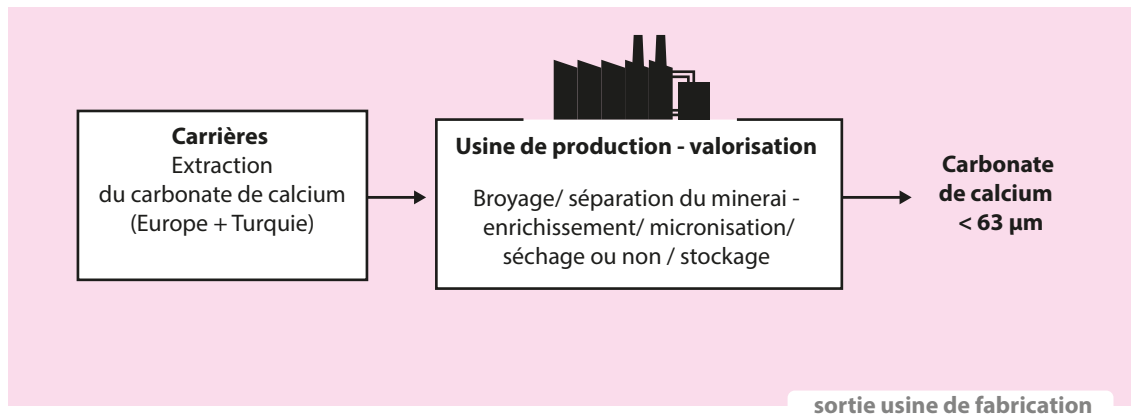 Carrières
Extraction
du carbonate de calcium
(Europe + Turquie)
Usine de production - valorisation
Broyage/ séparation du minerai -
enrichissement/ micronisation/
séchage ou non / stockage
Carbonate
de calcium
< 63 µm
sortie usine de fabrication